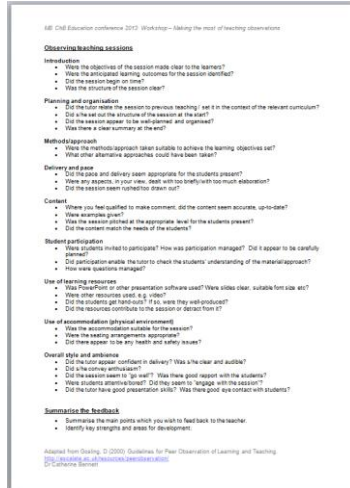 MB ChB Education conference 2013 Workshop – Making the most of teaching observations
Observing teaching sessions
Introduction
• Were the objectives of the session made clear to the learners?
• Were the anticipated learning outcomes for the session identified?
• Did the session begin on time?
• Was the structure of the session clear?
Planning and organisation
• Did the tutor relate the session to previous teaching / set it in the context of the relevant curriculum?
• Did s/he set out the structure of the session at the start?
• Did the session appear to be well-planned and organised?
• Was there a clear summary at the end?
Methods/approach
• Were the methods/approach taken suitable to achieve the learning objectives set?
• What other alternative approaches could have been taken?
Delivery and pace
• Did the pace and delivery seem appropriate for the students present?
• Were any aspects, in your view, dealt with too briefly/with too much elaboration?
• Did the session seem rushed/too drawn out?
Content
• Where you feel qualified to make comment, did the content seem accurate, up-to-date?
• Were examples given?
• Was the session pitched at the appropriate level for the students present?
• Did the content match the needs of the students?
Student participation
• Were students invited to participate? How was participation managed? Did it appear to be carefully
planned?
• Did participation enable the tutor to check the students' understanding of the material/approach?
• How were questions managed?
Use of learning resources
• Was PowerPoint or other presentation software used? Were slides clear, suitable font size etc?
• Were other resources used, e.g. video?
• Did the students get hand-outs? If so, were they well-produced?
• Did the resources contribute to the session or detract from it?
Use of accommodation (physical environment)
• Was the accommodation suitable for the session?
• Were the seating arrangements appropriate?
• Did there appear to be any health and safety issues?
Overall style and ambiance
• Did the tutor appear confident in delivery? Was s/he clear and audible?
• Did s/he convey enthusiasm?
• Did the session seem to "go well"? Was there good rapport with the students?
• Were students attentive/bored? Did they seem to "engage with the session"?
• Did the tutor have good presentation skills? Was there good eye contact with students?
Summarise the feedback
• Summarise the main points which you wish to feed back to the teacher.
• Identify key strengths and areas for development.
Adapted from Gosling, D (2000) Guidelines for Peer Observation of Learning and Teaching
http://escalate.ac.uk/resources/peerobservation/
Dr Catherine Bennett